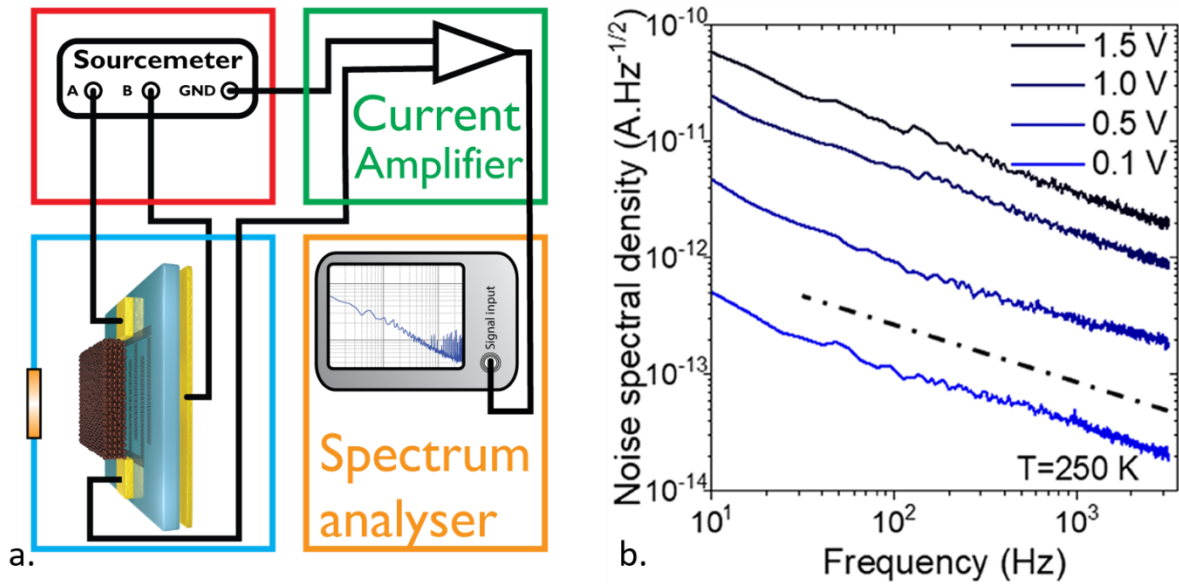 Sourcemeter
A B GND
Current
Amplifier
Signal input
Spectrum
analyser
a.
Noise spectral density (A.Hz^-1/2)
10^-10
10^-11
10^-12
10^-13
10^-14
1.5 V
1.0 V
0.5 V
0.1 V
T=250 K
10^1 10^2 10^3
Frequency (Hz)
b.